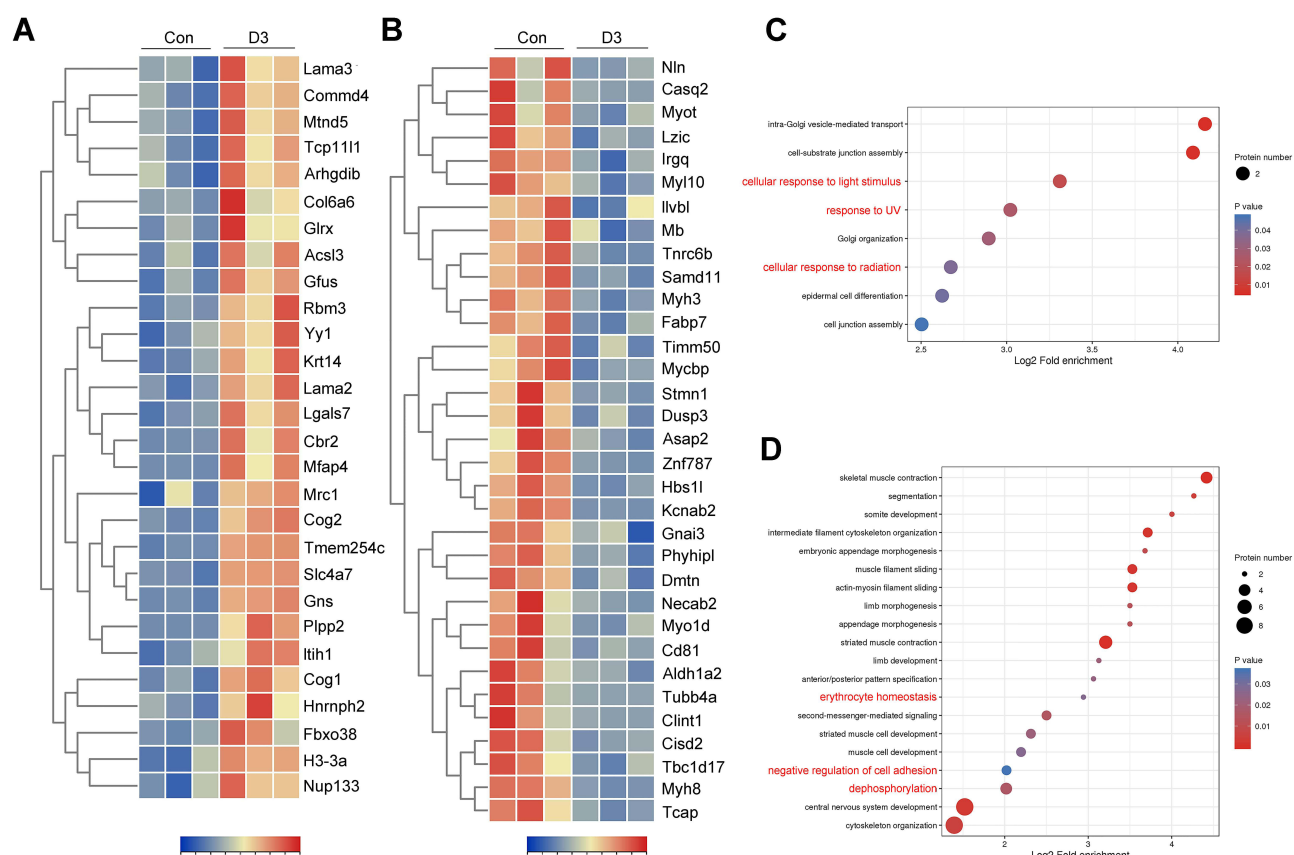 A
Con
D3
Lama3
Commd4
Mtnd5
Tcp11l1
Arhgdib
Col6a6
Glrx
Acsl3
Gfus
Rbm3
Yy1
Krt14
Lama2
Lgals7
Cbr2
Mfap4
Mrc1
Cog2
Tmem254c
Slc4a7
Gns
Plpp2
Itih1
Cog1
Hnrnph2
Fbxo38
H3-3a
Nup133
B
Con
D3
Nln
Casq2
Myot
Lzic
Irgq
Myl10
Ilvbl
Mb
Tnrc6b
Samd11
Myh3
Fabp7
Timm50
Mycbp
Stmn1
Dusp3
Asap2
Znf787
Hbs1l
Kcnab2
Gnai3
Phyhipl
Dmtn
Necab2
Myo1d
Cd81
Aldh1a2
Tubb4a
Clint1
Cisd2
Tbc1d17
Myh8
Tcap
C
intra-Golgi vesicle-mediated transport
cell-substrate junction assembly
cellular response to light stimulus
response to UV
Golgi organization
cellular response to radiation
epidermal cell differentiation
cell junction assembly
2.5 3.0 3.5 4.0
Log2 Fold enrichment
Protein number
2
P value
0.04
0.03
0.02
0.01
D
skeletal muscle contraction
segmentation
somite development
intermediate filament cytoskeleton organization
embryonic appendage morphogenesis
muscle filament sliding
actin-myosin filament sliding
limb morphogenesis
appendage morphogenesis
striated muscle contraction
limb development
anterior/posterior pattern specification
erythrocyte homeostasis
second-messenger-mediated signaling
striated muscle cell development
muscle cell development
negative regulation of cell adhesion
dephosphorylation
central nervous system development
cytoskeleton organization
2 3 4
Log2 Fold enrichment
Protein number
2
4
6
8
P value
0.03
0.02
0.01